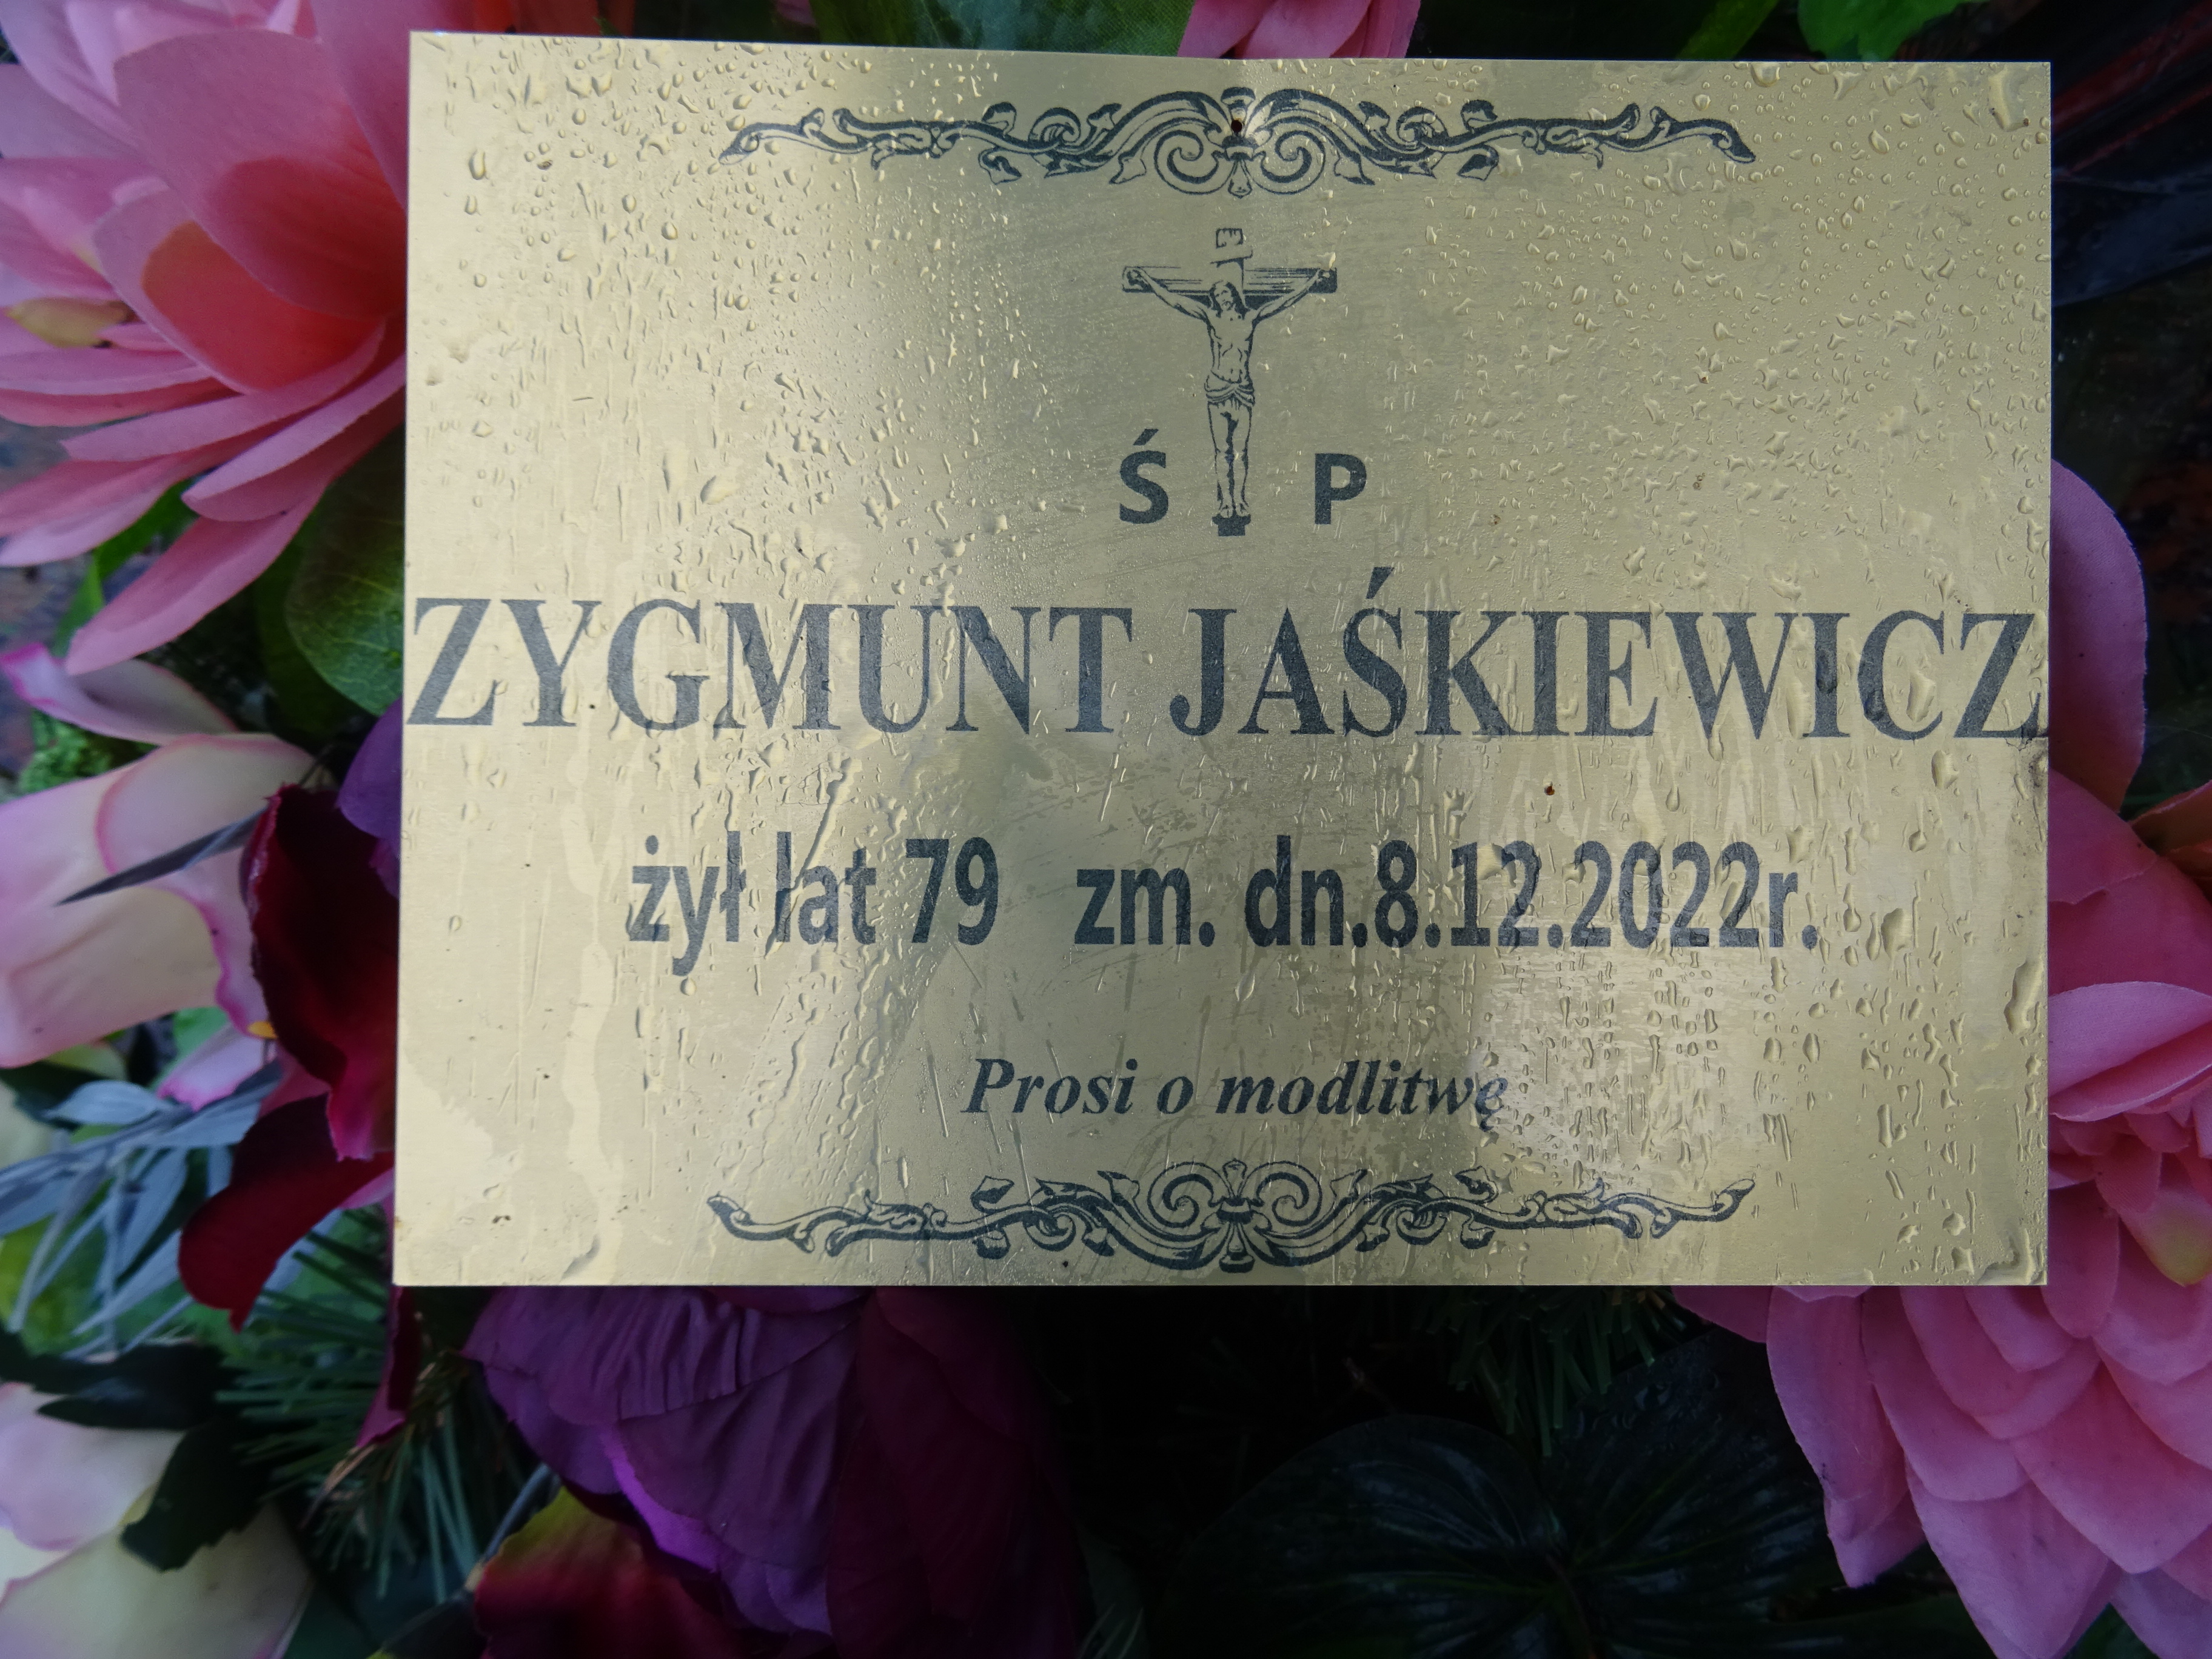 Ś P
ZYGMUNT JAŚKIEWICZ
żył lat 79 zm. dn.8.12.2022r.
Prosi o modlitwę